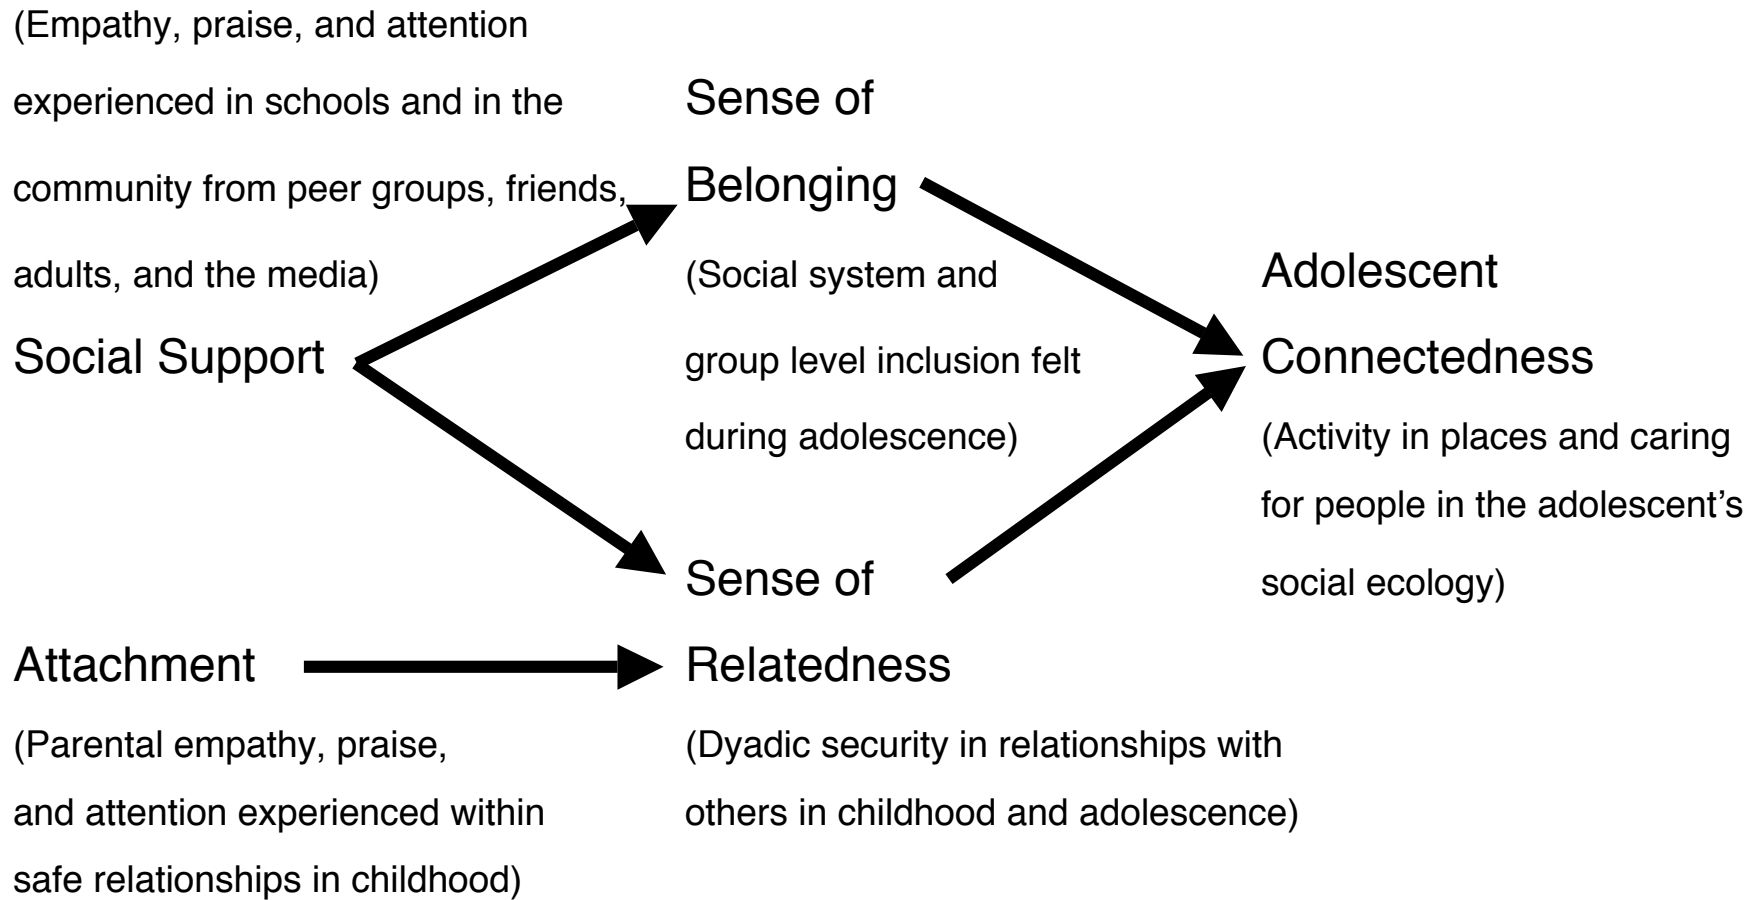 (Empathy, praise, and attention
experienced in schools and in the
community from peer groups, friends,
adults, and the media)
Social Support
Attachment
(Parental empathy, praise,
and attention experienced within
safe relationships in childhood)
Sense of
Belonging
(Social system and
group level inclusion felt
during adolescence)
Sense of
Relatedness
(Dyadic security in relationships with
others in childhood and adolescence)
Adolescent
Connectedness
(Activity in places and caring
for people in the adolescent’s
social ecology)